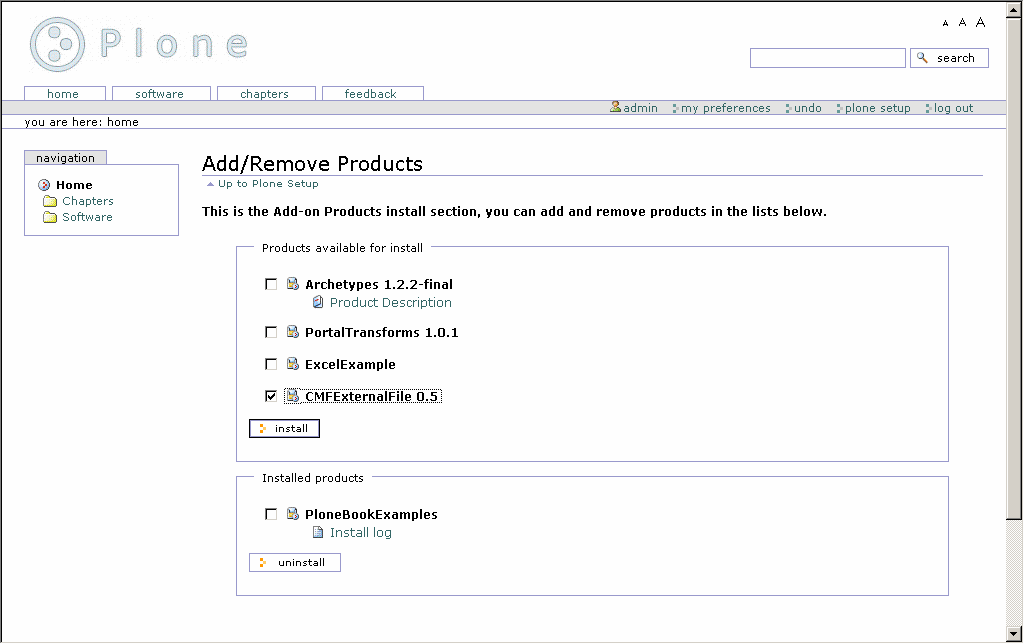 Plone
A A A
search
home software chapters feedback
admin my preferences undo plone setup log out
you are here: home
navigation
Home
Chapters
Software
Add/Remove Products
Up to Plone Setup
This is the Add-on Products install section, you can add and remove products in the lists below.
Products available for install
Archetypes 1.2.2-final
Product Description
PortalTransforms 1.0.1
ExcelExample
CMFExternalFile 0.5
install
Installed products
PloneBookExamples
Install log
uninstall